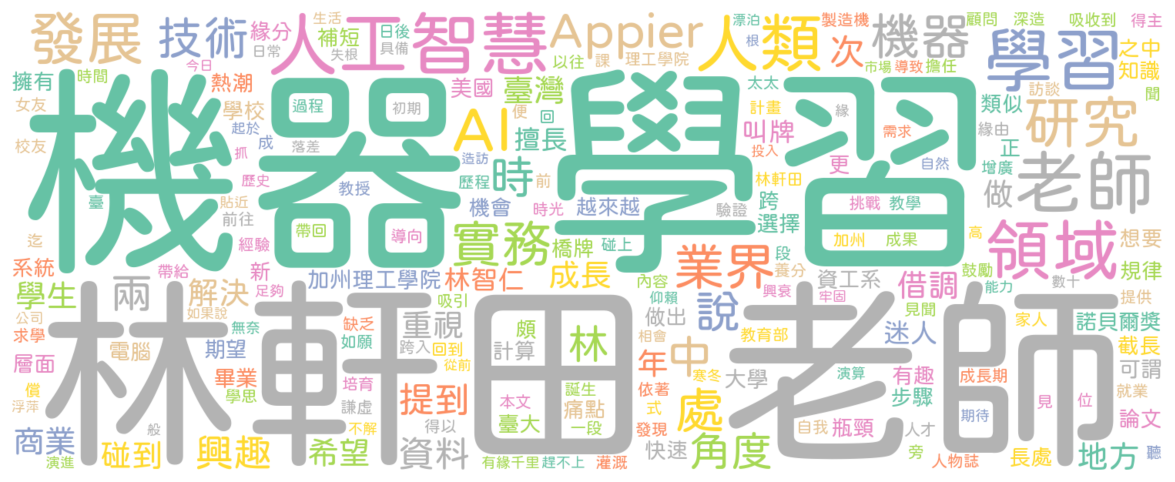 發展 技術 緣分 生活 日後 補短 具備 日常 失根 人工智慧 Appier 漂泊 根 以往 課 理工學院 人類 次 製造機 市場 導致 擔任 機器 顧問 深造 吸收到 得主 學習 之中 知識 聞
擁有 時間 熱潮 今日 女友 學校 校友 起於 成 抓 過程 初期 落差 美國 臺灣 AI 擅長 回 便 造訪 太太 計畫 緣 叫牌 投入 更 需求 自然 類似 訪談 緣由 正 增廣 研究
機器學習
臺 歷史 貼近 前往 教授 歷程 時 前 機會 時光 越來越 林軒田 跨 選擇 驗證 挑戰 教學 做 老師
迄 在 經驗 帶回 導向 實務 橋牌 碰上 段 加州 成果 高 領域 想要
系統 帶給 新 足夠 加州理工學院 林智仁 成長 內容 業界 養分 資工系 借調 鼓勵 能力 數十 規律
學生 兩 解決 如果說 吸引 仰賴 做出 說 興衰 牢固 見聞 提供
林軒田老師
公司 求學 電腦 無奈 期望 缺乏 如願 重視 跨入 回到 從前 計算 頗 林 相會 教育部 迷人 家人 諾貝爾獎
層面 償 浮萍 畢業 學思 培育 謙虛 提到 本文 臺大 誕生 痛點 一段 年 中 寒冬 大學 演算 依著 式 有趣 步驟 成長期 期待 見 位 截長 可謂 就業 論文
商業 演進 碰到 般 興趣 希望 不解 得以 資料 有緣千里 趕不上 灌溉 發現 快速 處 角度 自我 瓶頸 人才 旁 人物誌 長處 地方 聽